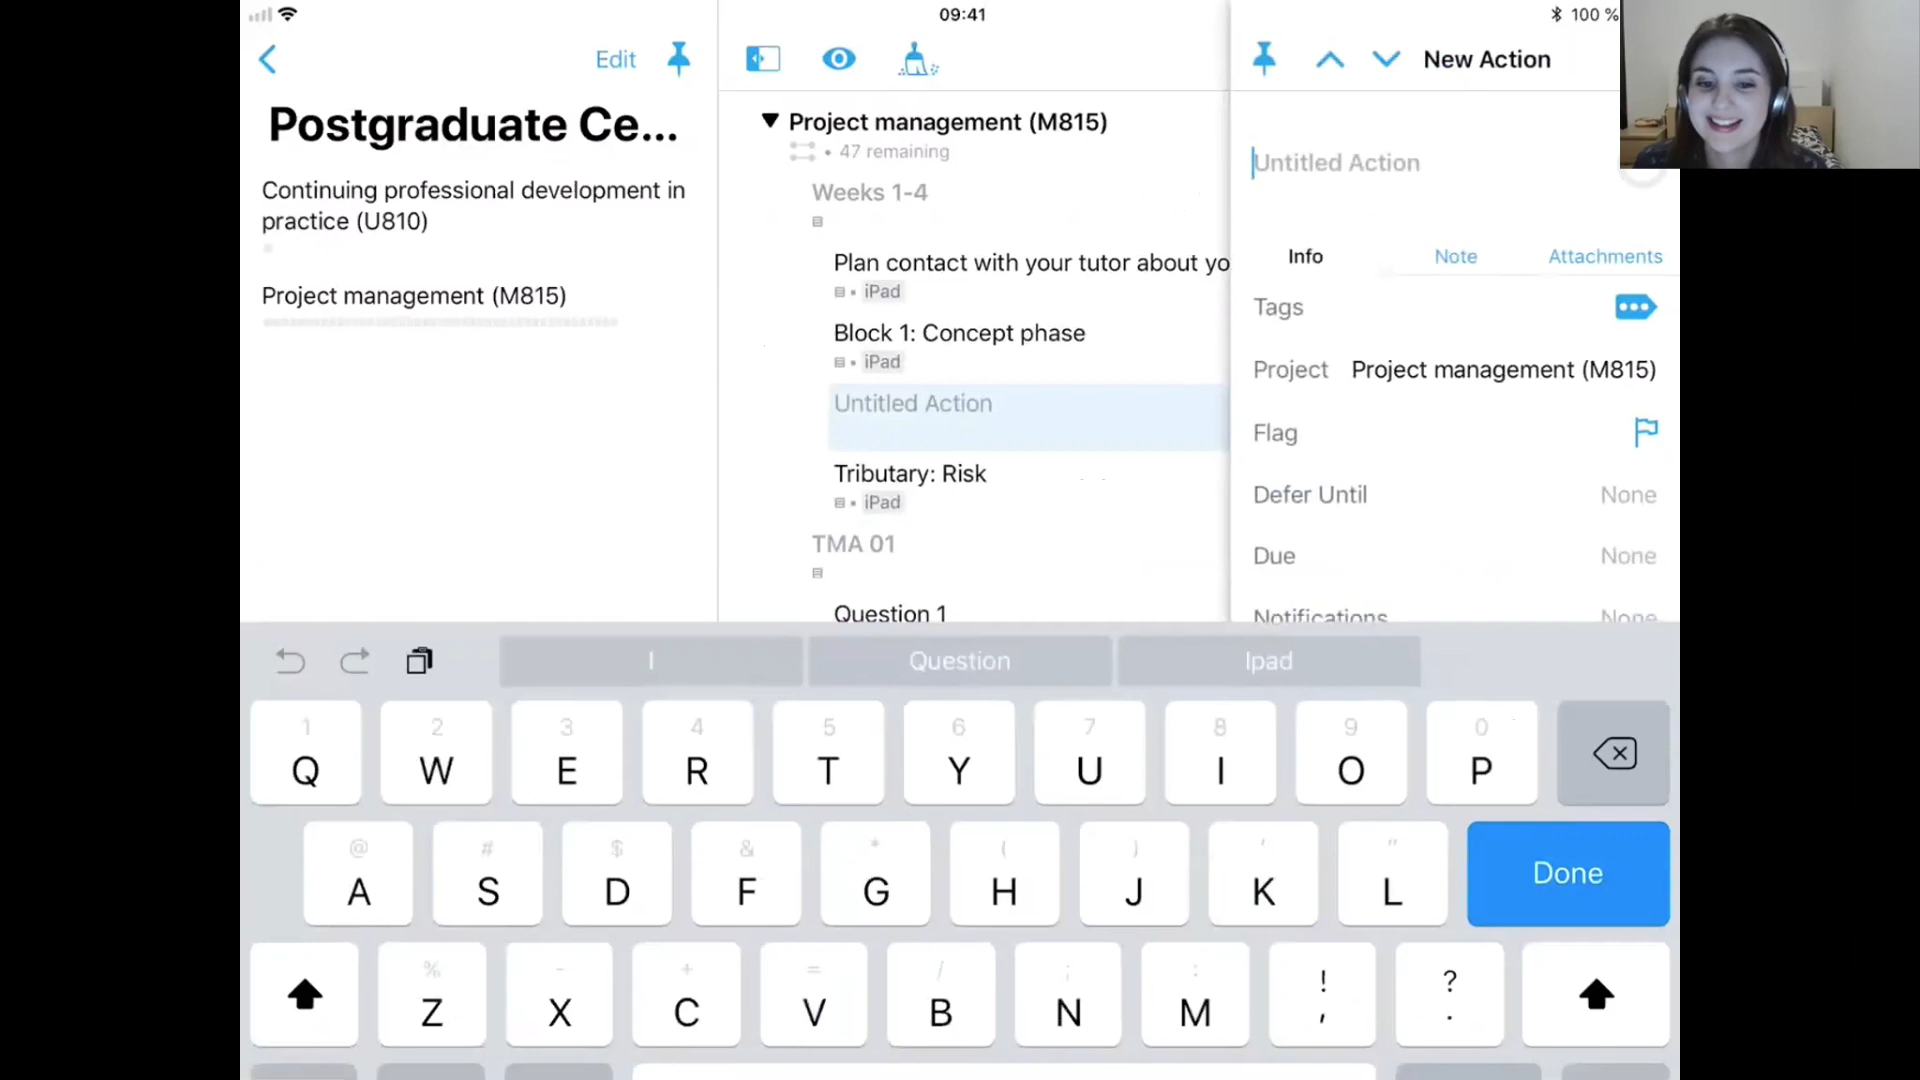 09:41
100 %
Edit
New Action
Postgraduate Ce...
Continuing professional development in
practice (U810)
Project management (M815)
Project management (M815)
• 47 remaining
Weeks 1-4
Plan contact with your tutor about yo
• iPad
Block 1: Concept phase
• iPad
Untitled Action
Tributary: Risk
• iPad
TMA 01
Question 1
Untitled Action
Info
Note
Attachments
Tags
Project Project management (M815)
Flag
Defer Until None
Due None
Notifications None
I Question Ipad
1 2 3 4 5 6 7 8 9 0
Q W E R T Y U I O P
@ # $ & * ( ) ' "
A S D F G H J K L Done
% - + = / ; : ! ?
Z X C V B N M , .